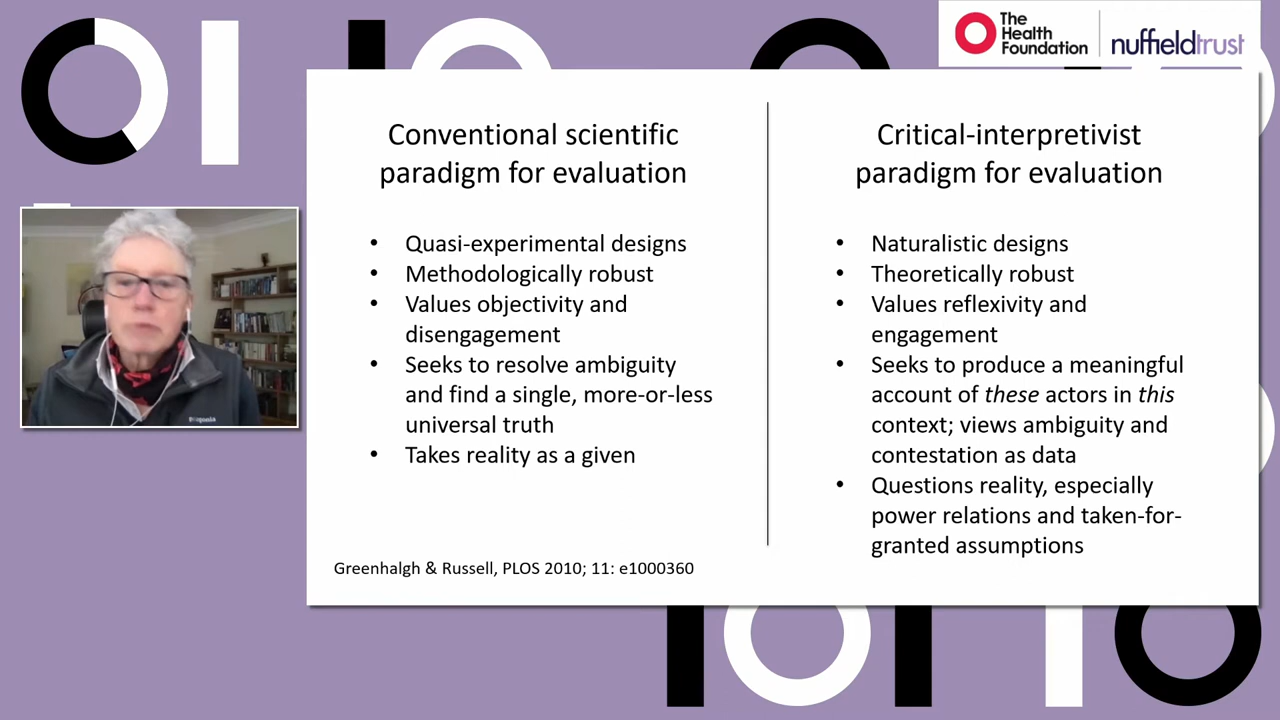 The
Health
Foundation
nuffieldtrust
Conventional scientific
paradigm for evaluation
• Quasi-experimental designs
• Methodologically robust
• Values objectivity and
disengagement
• Seeks to resolve ambiguity
and find a single, more-or-less
universal truth
• Takes reality as a given
Greenhalgh & Russell, PLOS 2010; 11: e1000360
Critical-interpretivist
paradigm for evaluation
• Naturalistic designs
• Theoretically robust
• Values reflexivity and
engagement
• Seeks to produce a meaningful
account of these actors in this
context; views ambiguity and
contestation as data
• Questions reality, especially
power relations and taken-for-
granted assumptions
patagonia